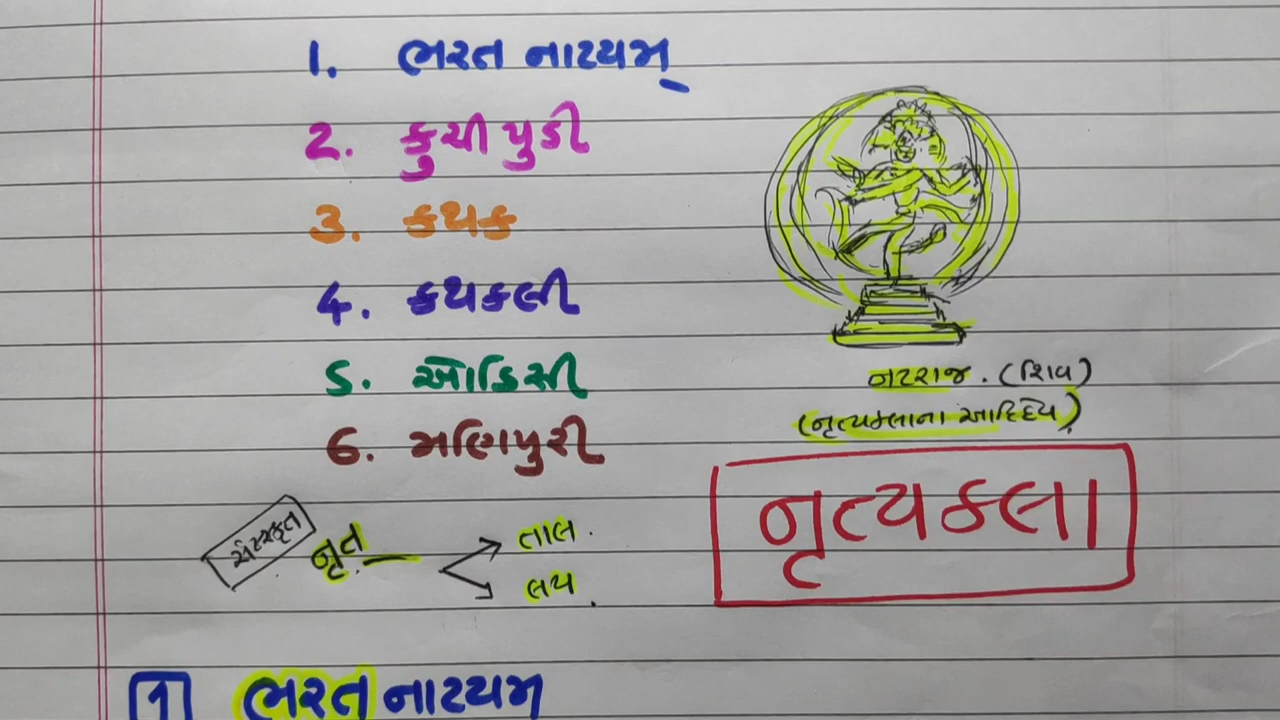 1. ભરત નાટ્યમ્
2. કુચીપુડી
3. કથક
4. કથકલી
5. ઓડિસી
6. મણિપુરી
નટરાજ. (શિવ)
(નૃત્યકલાના આદિદેવ)
નૃત્યકલા
સંસ્કૃત
નૃત
તાલ.
લય.
1 ભરત નાટ્યમ